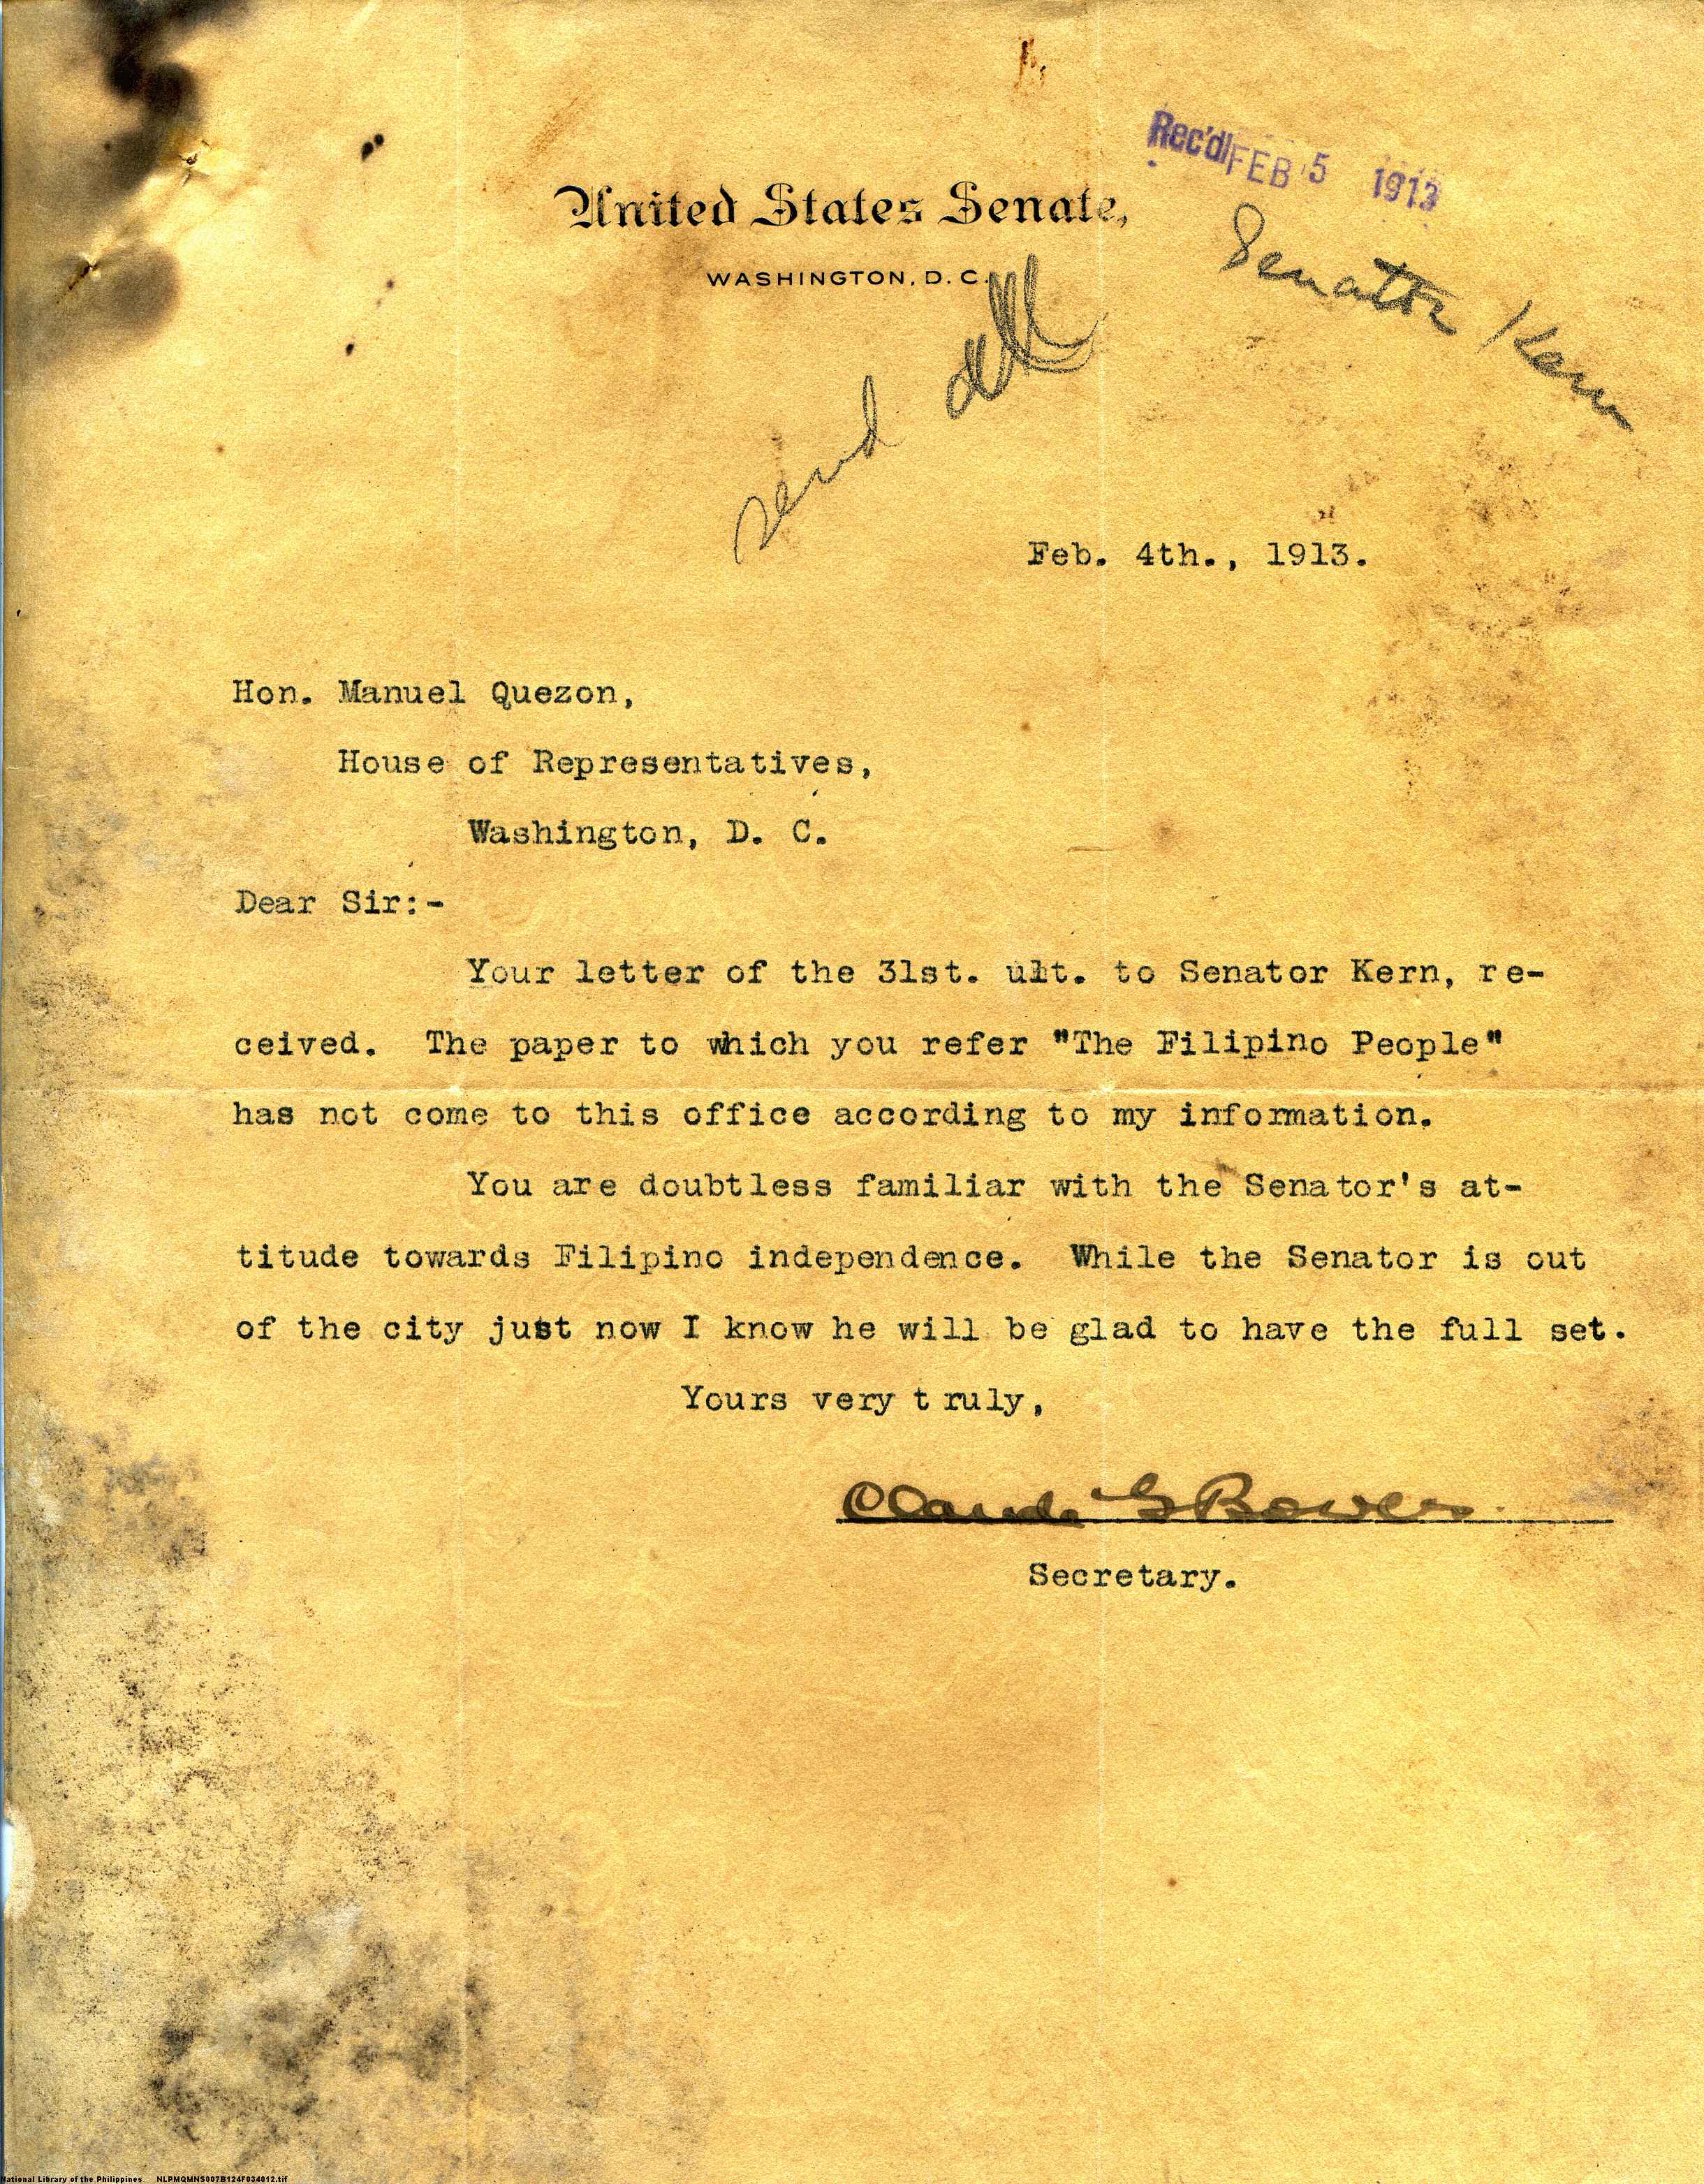 Rec'd FEB 5 1913
United States Senate,
WASHINGTON, D. C.
Senator Kern
send
Feb. 4th., 1913.
Hon. Manuel Quezon,
House of Representatives,
Washington, D. C.
Dear Sir:-
Your letter of the 31st. ult. to Senator Kern, re-
ceived. The paper to which you refer "The Filipino People"
has not come to this office according to my information.
You are doubtless familiar with the Senator's at-
titude towards Filipino independence. While the Senator is out
of the city just now I know he will be glad to have the full set.
Yours very truly,
Claude G Bowers
Secretary.
National Library of the Philippines NLPMQMNS007B124F034012.tif